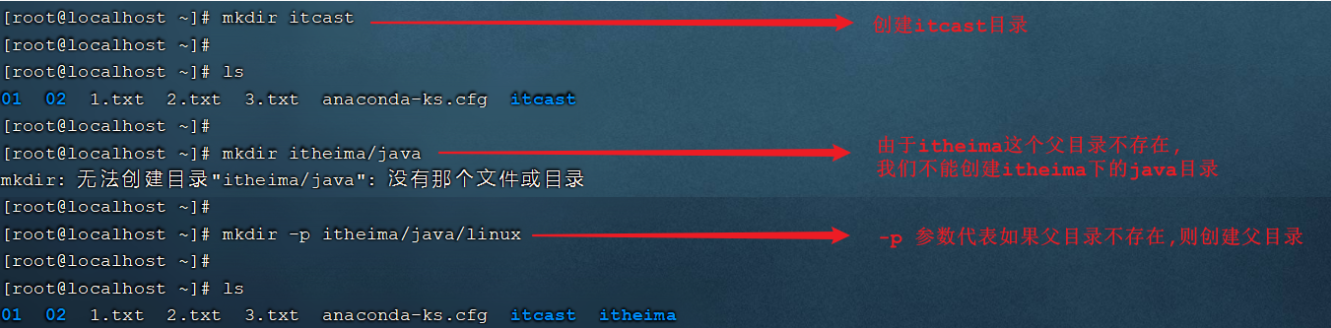 [root@localhost ~]# mkdir itcast
创建itcast目录
[root@localhost ~]#
[root@localhost ~]# ls
01 02 1.txt 2.txt 3.txt anaconda-ks.cfg itcast
[root@localhost ~]#
[root@localhost ~]# mkdir itheima/java
由于itheima这个父目录不存在,
我们不能创建itheima下的java目录
mkdir: 无法创建目录"itheima/java": 没有那个文件或目录
[root@localhost ~]#
[root@localhost ~]# mkdir -p itheima/java/linux
-p 参数代表如果父目录不存在,则创建父目录
[root@localhost ~]#
[root@localhost ~]# ls
01 02 1.txt 2.txt 3.txt anaconda-ks.cfg itcast itheima